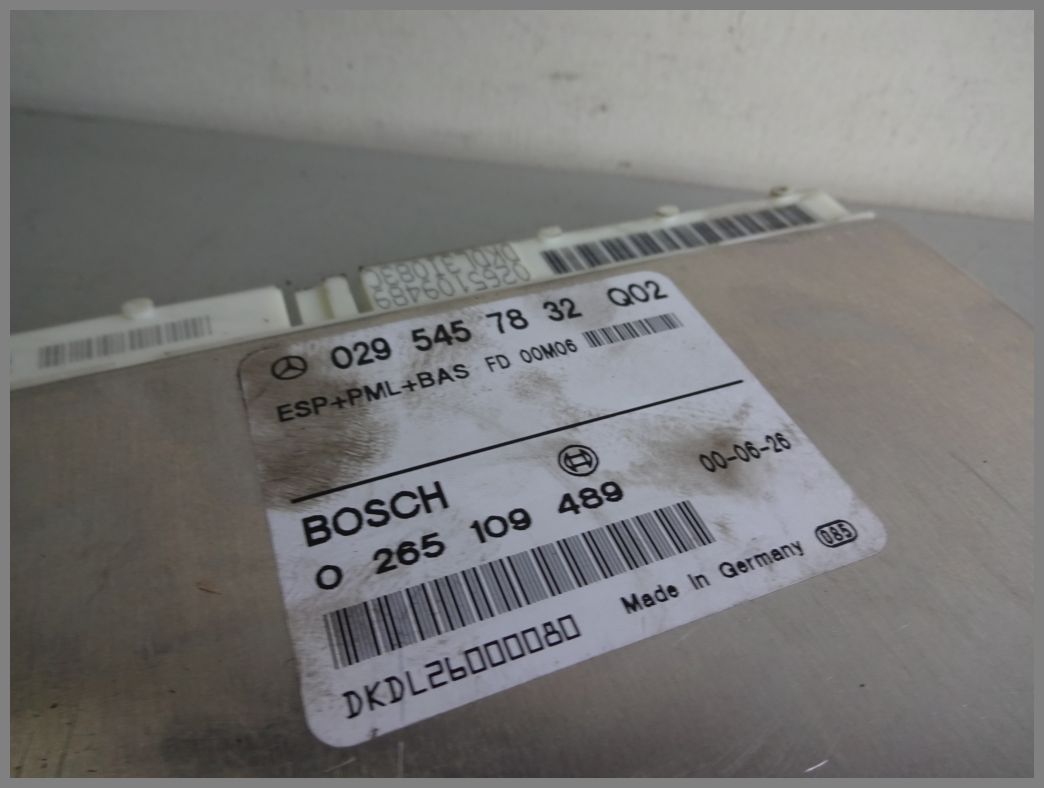 0265109489
DKDL31083C
029 545 78 32 Q02
ESP+PML+BAS FD 00M06
BOSCH
00-06-26
0 265 109 489
Made in Germany 085
DKDL26000080